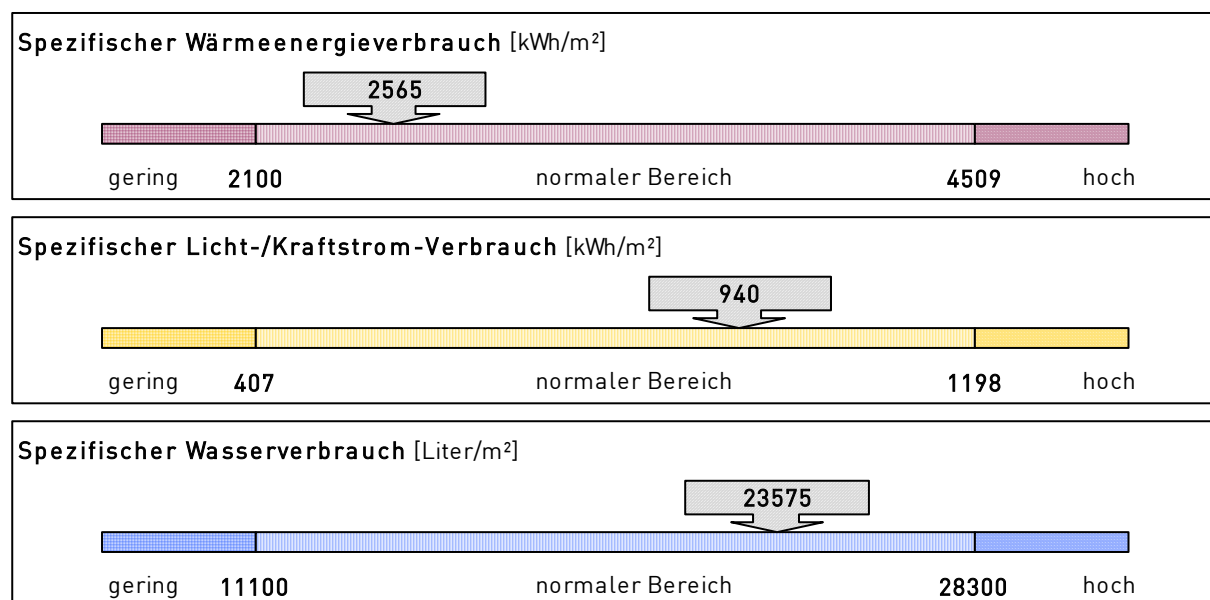 Spezifischer Wärmeenergieverbrauch [kWh/m²]
2565
gering 2100 normaler Bereich 4509 hoch
Spezifischer Licht-/Kraftstrom-Verbrauch [kWh/m²]
940
gering 407 normaler Bereich 1198 hoch
Spezifischer Wasserverbrauch [Liter/m²]
23575
gering 11100 normaler Bereich 28300 hoch